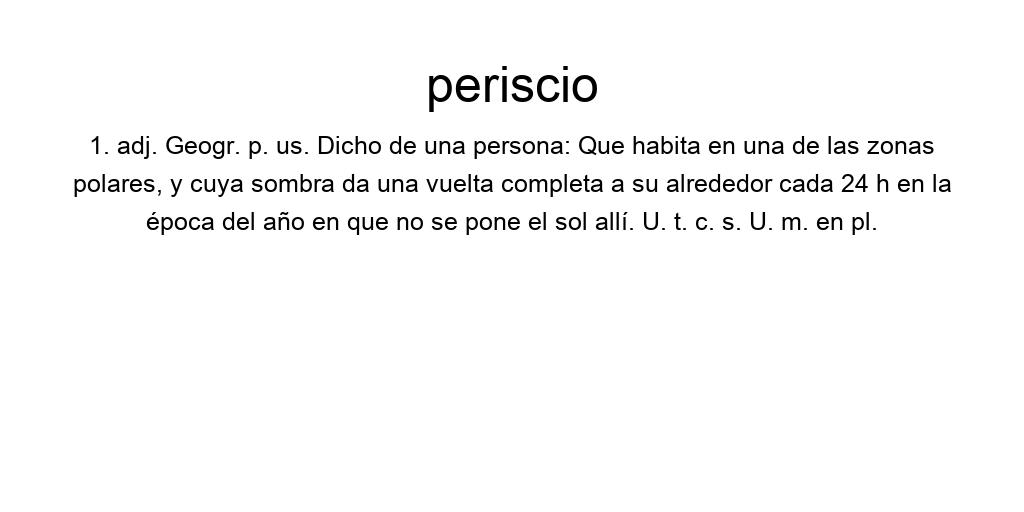 periscio
1. adj. Geogr. p. us. Dicho de una persona: Que habita en una de las zonas
polares, y cuya sombra da una vuelta completa a su alrededor cada 24 h en la
época del año en que no se pone el sol allí. U. t. c. s. U. m. en pl.